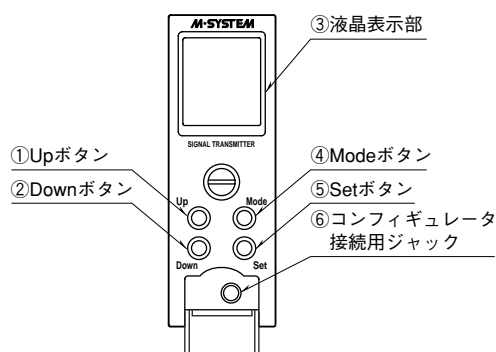 M·SYSTEM
③液晶表示部
SIGNAL TRANSMITTER
①Upボタン
④Modeボタン
②Downボタン
⑤Setボタン
Up
Mode
⑥コンフィギュレータ
接続用ジャック
Down
Set